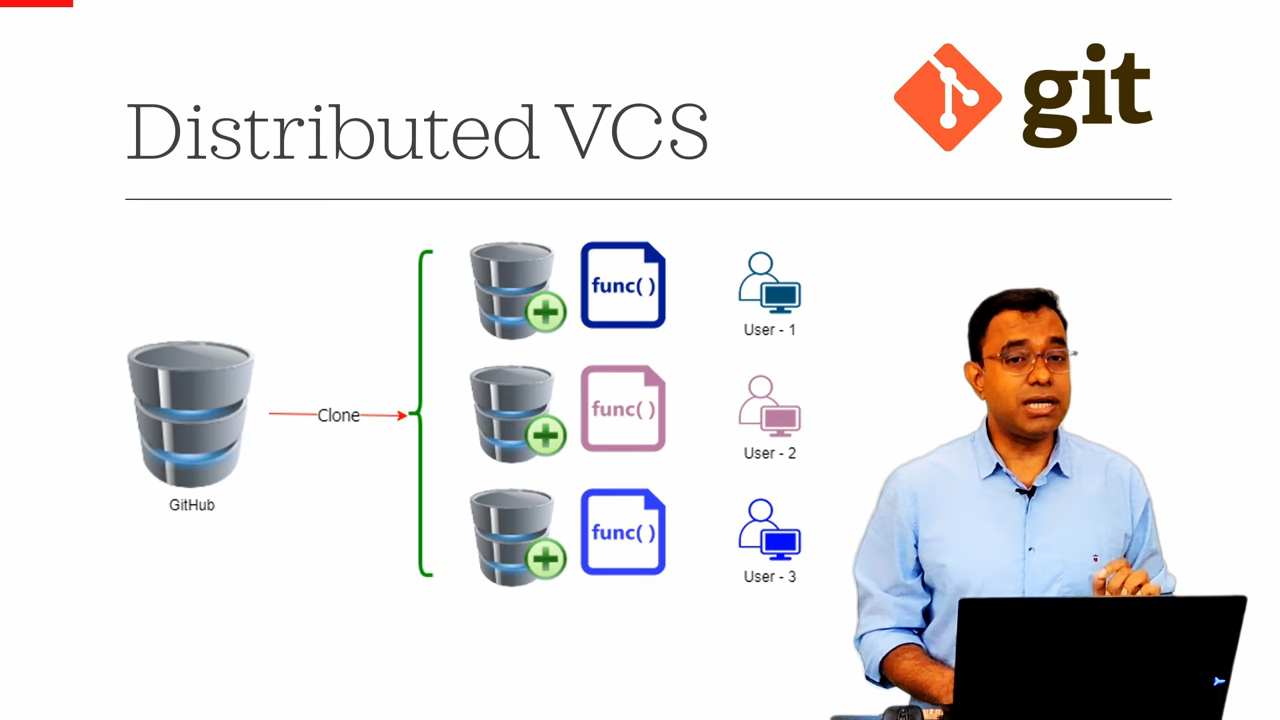 git
Distributed VCS
func( )
User - 1
Clone
func( )
User - 2
GitHub
func( )
User - 3